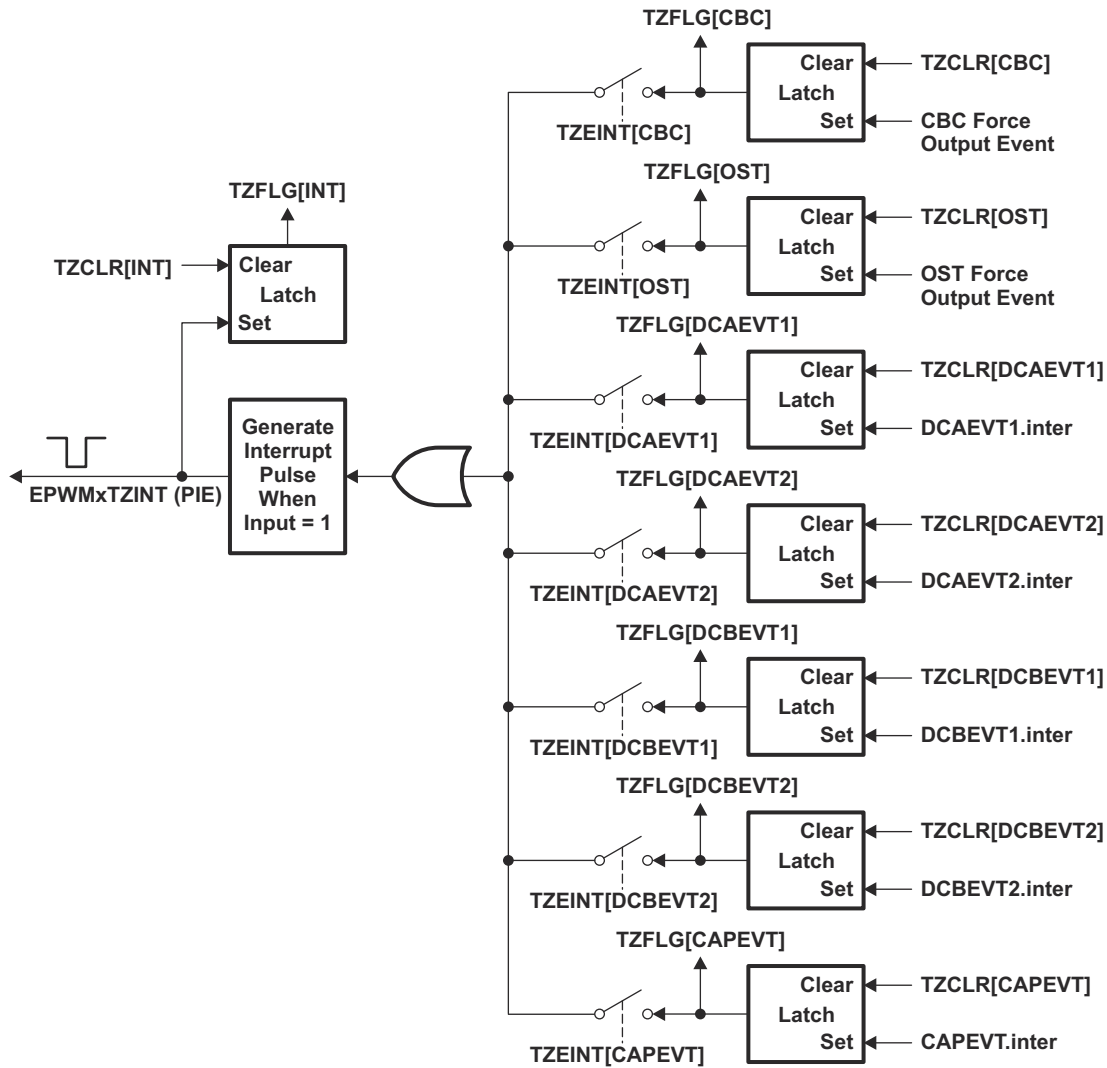 TZFLG[CBC]
Clear
Latch
Set
TZCLR[CBC]
CBC Force
Output Event
TZEINT[CBC]
TZFLG[OST]
Clear
Latch
Set
TZCLR[OST]
OST Force
Output Event
TZEINT[OST]
TZFLG[INT]
TZCLR[INT]
Clear
Latch
Set
Generate
Interrupt
Pulse
When
Input = 1
EPWMxTZINT (PIE)
TZFLG[DCAEVT1]
Clear
Latch
Set
TZCLR[DCAEVT1]
DCAEVT1.inter
TZEINT[DCAEVT1]
TZFLG[DCAEVT2]
Clear
Latch
Set
TZCLR[DCAEVT2]
DCAEVT2.inter
TZEINT[DCAEVT2]
TZFLG[DCBEVT1]
Clear
Latch
Set
TZCLR[DCBEVT1]
DCBEVT1.inter
TZEINT[DCBEVT1]
TZFLG[DCBEVT2]
Clear
Latch
Set
TZCLR[DCBEVT2]
DCBEVT2.inter
TZEINT[DCBEVT2]
TZFLG[CAPEVT]
Clear
Latch
Set
TZCLR[CAPEVT]
CAPEVT.inter
TZEINT[CAPEVT]